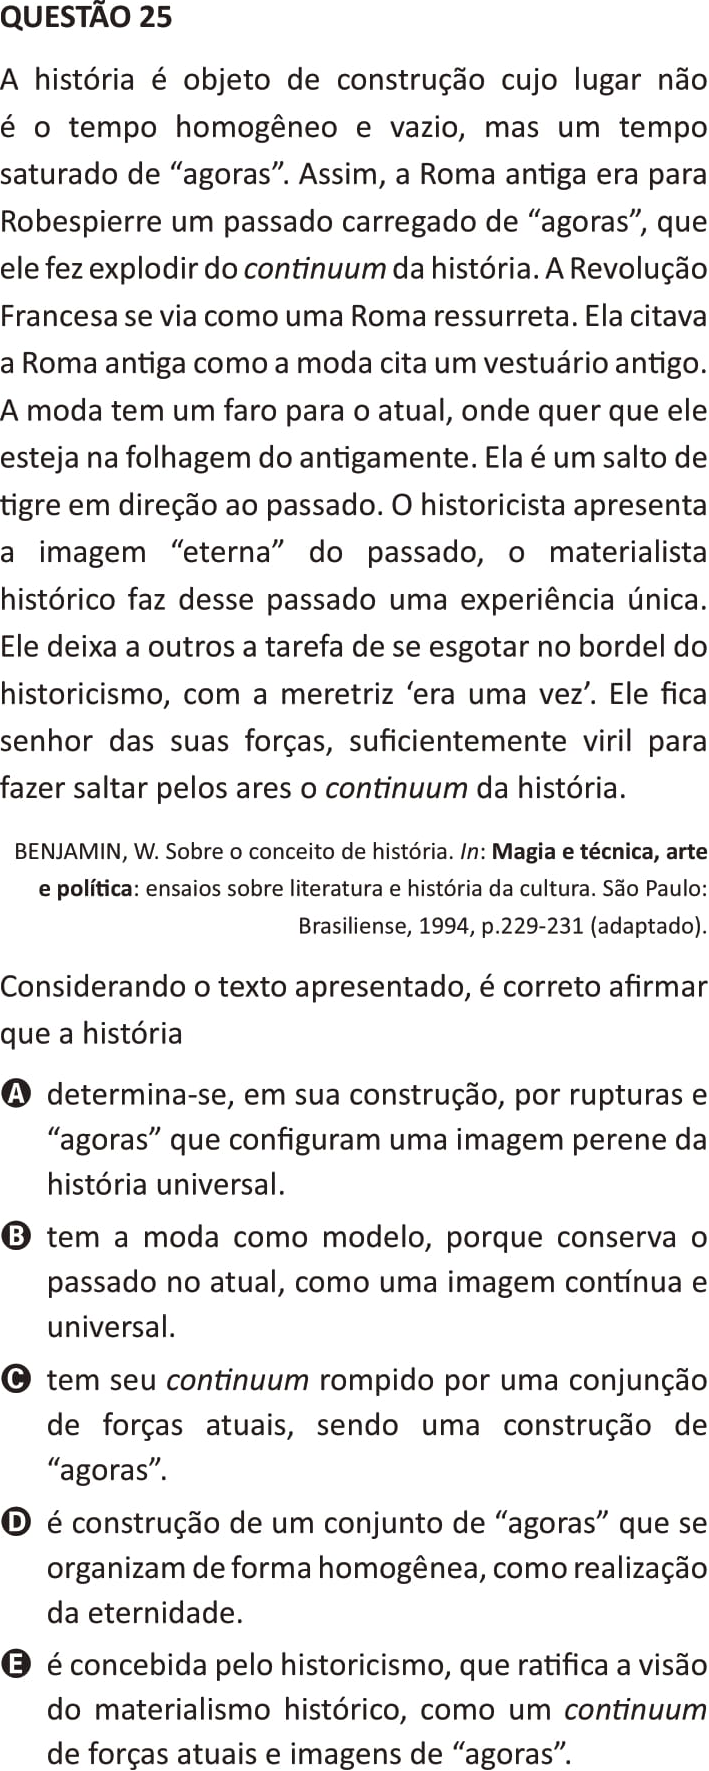 QUESTÃO 25
A história é objeto de construção cujo lugar não
é o tempo homogêneo e vazio, mas um tempo
saturado de “agoras”. Assim, a Roma antiga era para
Robespierre um passado carregado de “agoras”, que
ele fez explodir do continuum da história. A Revolução
Francesa se via como uma Roma ressurreta. Ela citava
a Roma antiga como a moda cita um vestuário antigo.
A moda tem um faro para o atual, onde quer que ele
esteja na folhagem do antigamente. Ela é um salto de
tigre em direção ao passado. O historicista apresenta
a imagem “eterna” do passado, o materialista
histórico faz desse passado uma experiência única.
Ele deixa a outros a tarefa de se esgotar no bordel do
historicismo, com a meretriz ‘era uma vez’. Ele fica
senhor das suas forças, suficientemente viril para
fazer saltar pelos ares o continuum da história.
BENJAMIN, W. Sobre o conceito de história. In: Magia e técnica, arte
e política: ensaios sobre literatura e história da cultura. São Paulo:
Brasiliense, 1994, p.229-231 (adaptado).
Considerando o texto apresentado, é correto afirmar
que a história
A determina-se, em sua construção, por rupturas e
“agoras” que configuram uma imagem perene da
história universal.
B tem a moda como modelo, porque conserva o
passado no atual, como uma imagem contínua e
universal.
C tem seu continuum rompido por uma conjunção
de forças atuais, sendo uma construção de
“agoras”.
D é construção de um conjunto de “agoras” que se
organizam de forma homogênea, como realização
da eternidade.
E é concebida pelo historicismo, que ratifica a visão
do materialismo histórico, como um continuum
de forças atuais e imagens de “agoras”.